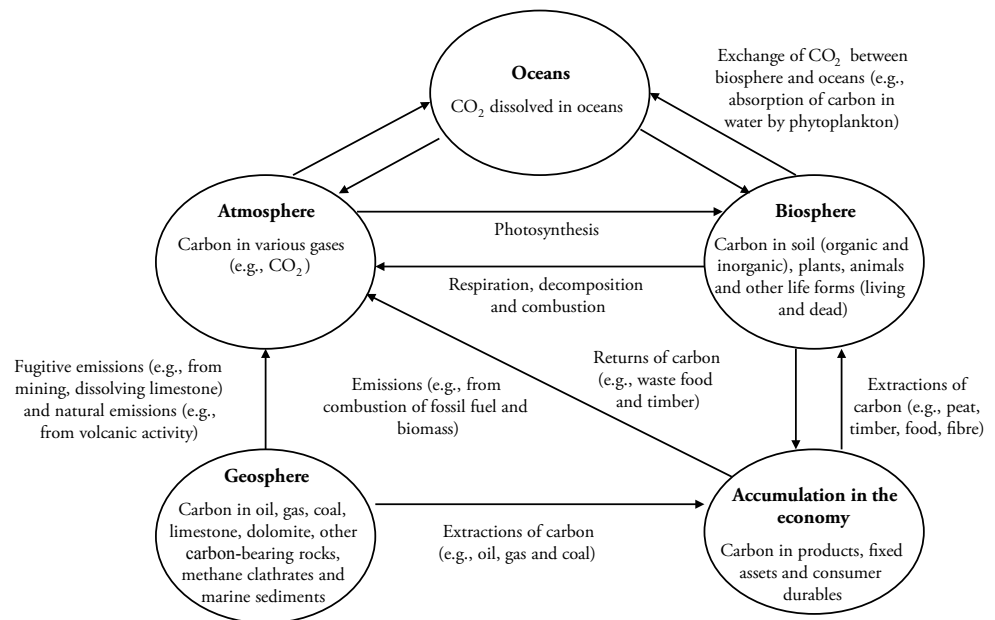 Oceans
CO₂ dissolved in oceans
Exchange of CO₂ between
biosphere and oceans (e.g.,
absorption of carbon in
water by phytoplankton)
Atmosphere
Carbon in various gases
(e.g., CO₂)
Photosynthesis
Respiration, decomposition
and combustion
Biosphere
Carbon in soil (organic and
inorganic), plants, animals
and other life forms (living
and dead)
Fugitive emissions (e.g., from
mining, dissolving limestone)
and natural emissions (e.g.,
from volcanic activity)
Emissions (e.g., from
combustion of fossil fuel and
biomass)
Returns of carbon
(e.g., waste food
and timber)
Extractions of
carbon (e.g., peat,
timber, food, fibre)
Geosphere
Carbon in oil, gas, coal,
limestone, dolomite, other
carbon-bearing rocks,
methane clathrates and
marine sediments
Extractions of carbon
(e.g., oil, gas and coal)
Accumulation in the
economy
Carbon in products, fixed
assets and consumer
durables